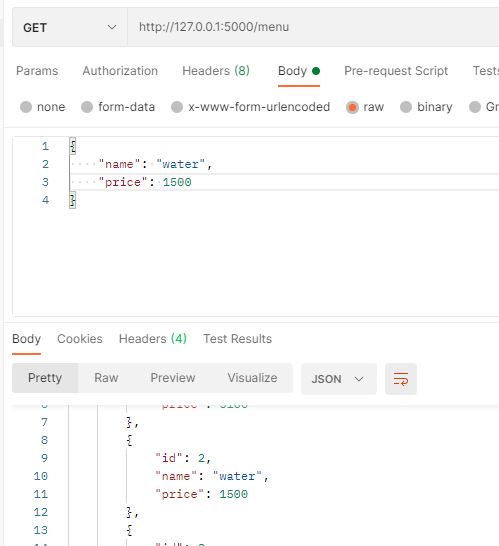 GET http://127.0.0.1:5000/menu
Params Authorization Headers (8) Body Pre-request Script Tests
none form-data x-www-form-urlencoded raw binary Gr
1 {
2 "name": "water",
3 "price": 1500
4 }
Body Cookies Headers (4) Test Results
Pretty Raw Preview Visualize JSON
7 },
8 {
9 "id": 2,
10 "name": "water",
11 "price": 1500
12 },
13 {